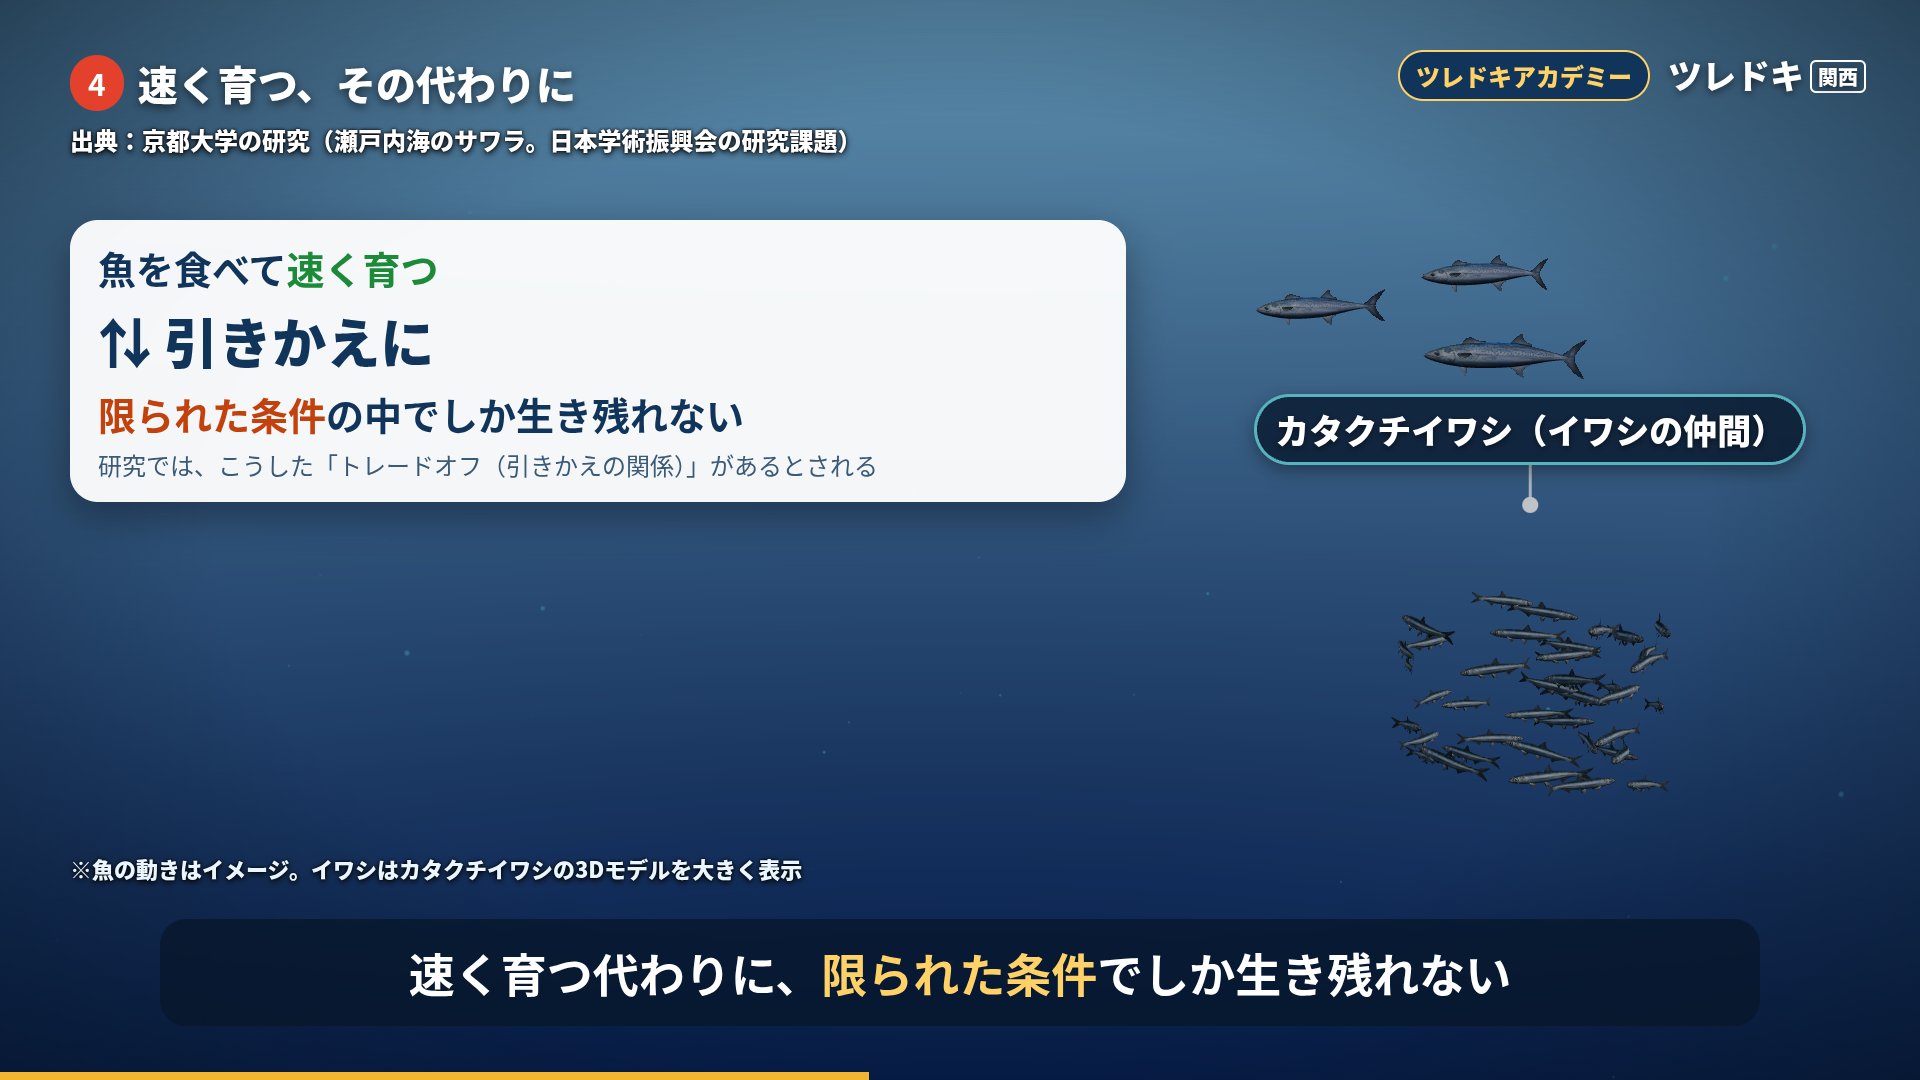 4 速く育つ、その代わりに
ツレドキアカデミー ツレドキ 関西
出典：京都大学の研究（瀬戸内海のサワラ。日本学術振興会の研究課題）
魚を食べて速く育つ
⇅ 引きかえに
限られた条件の中でしか生き残れない
研究では、こうした「トレードオフ（引きかえの関係）」があるとされる
カタクチイワシ（イワシの仲間）
※魚の動きはイメージ。イワシはカタクチイワシの3Dモデルを大きく表示
速く育つ代わりに、限られた条件でしか生き残れない